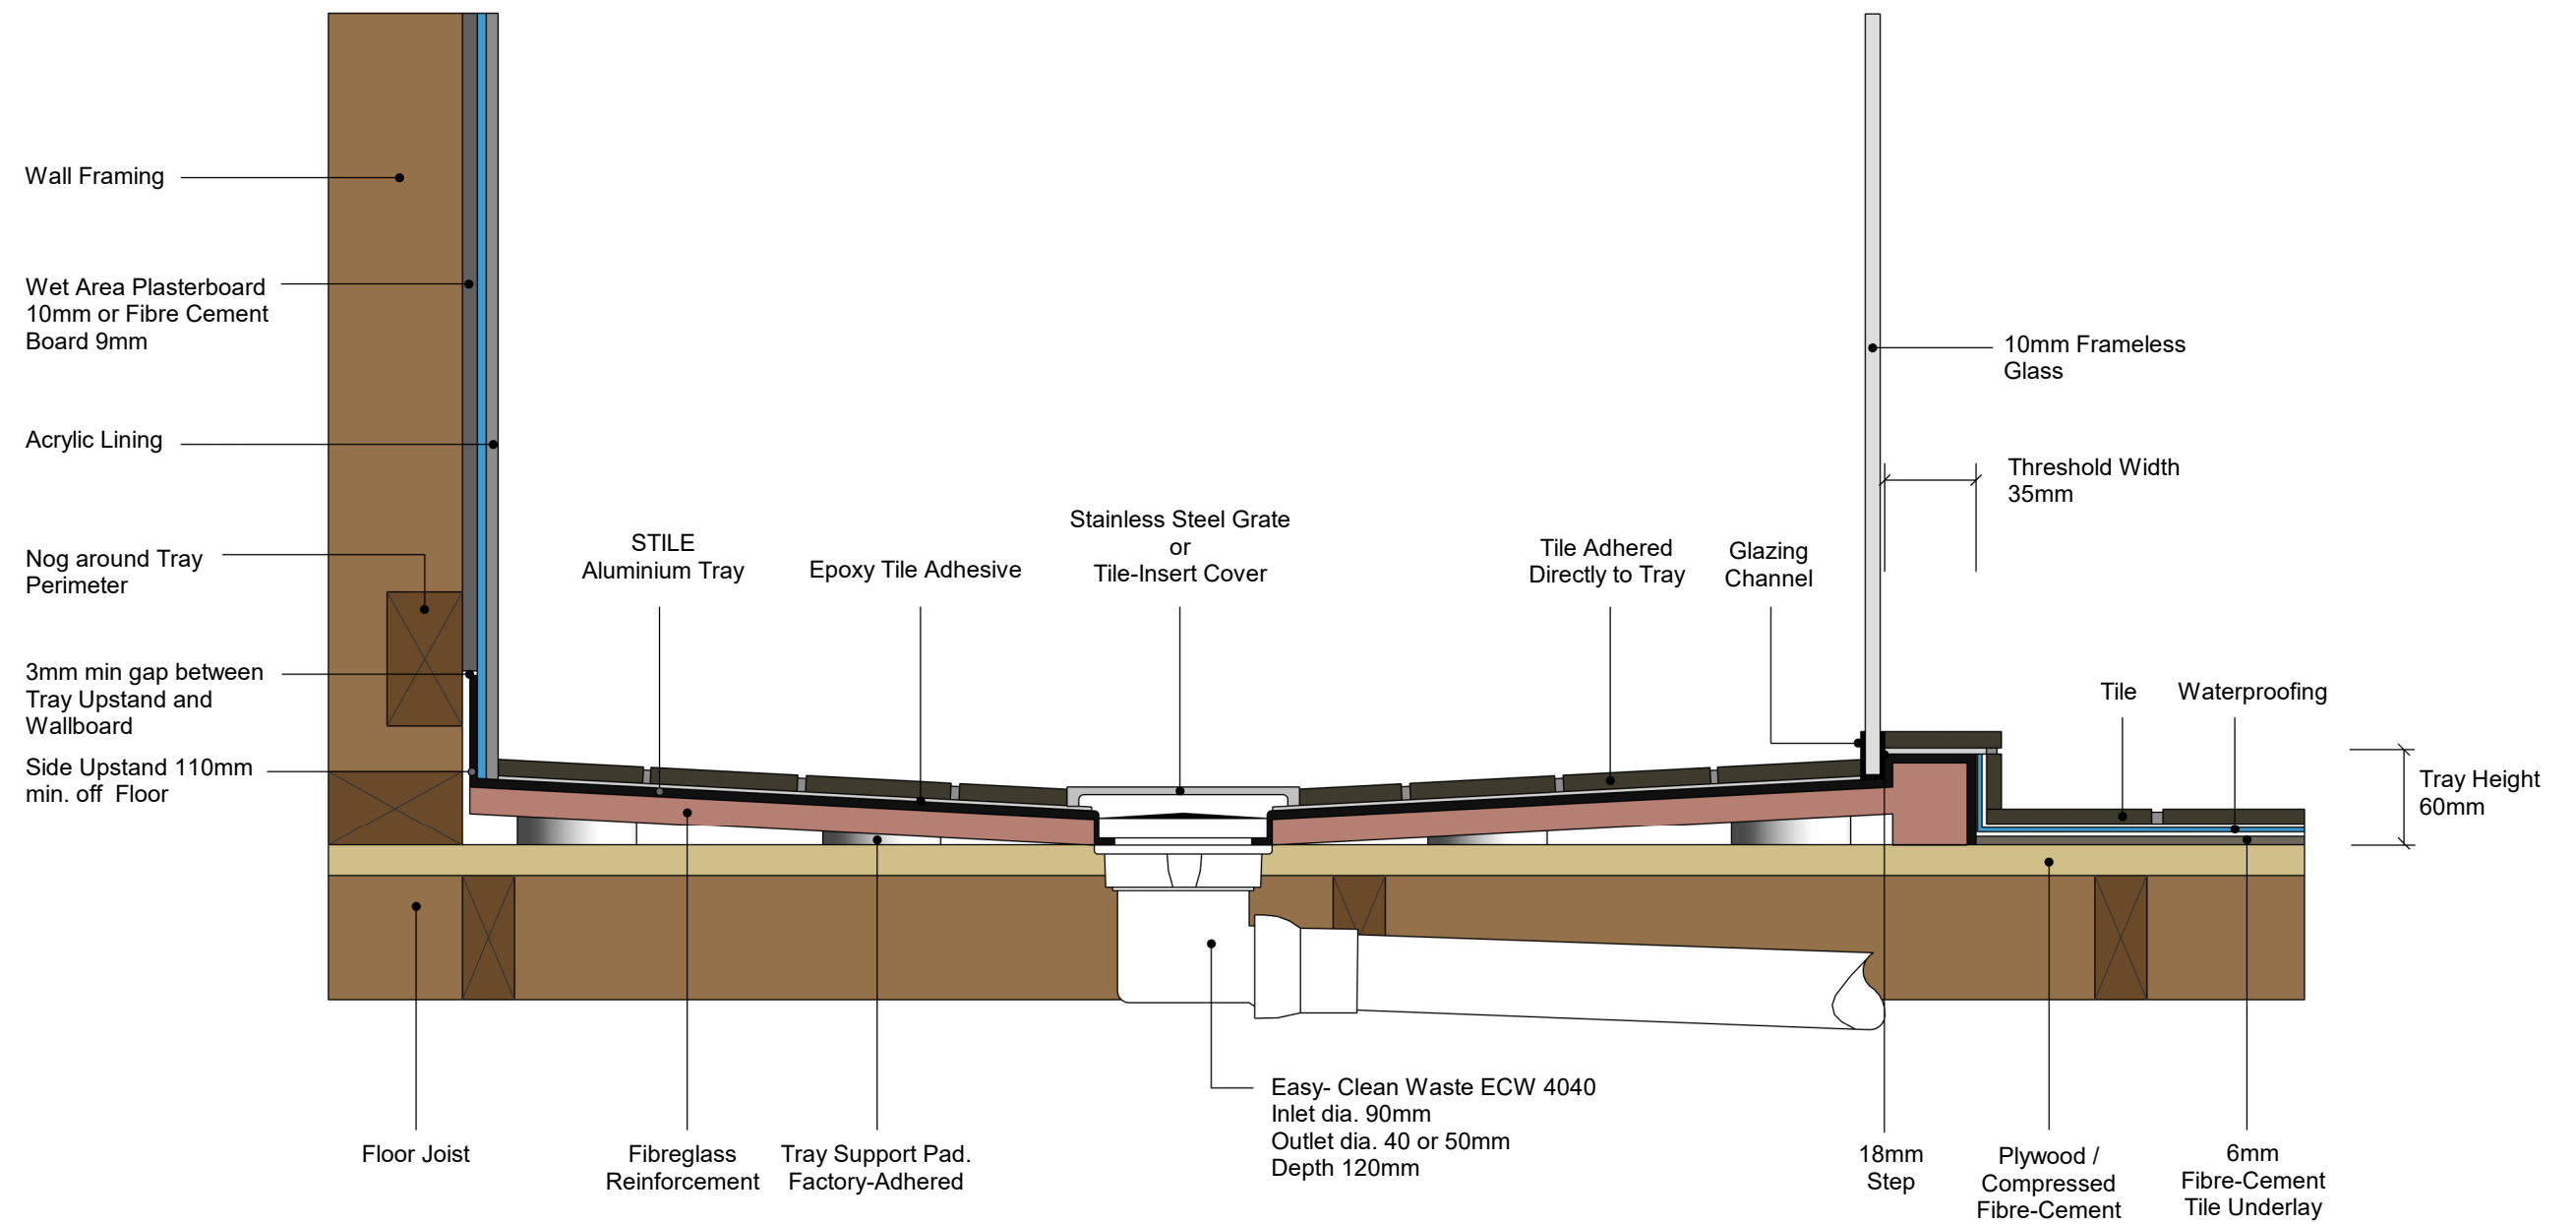 Wall Framing
Wet Area Plasterboard
10mm or Fibre Cement
Board 9mm
Acrylic Lining
Nog around Tray
Perimeter
3mm min gap between
Tray Upstand and
Wallboard
Side Upstand 110mm
min. off  Floor
STILE
Aluminium Tray
Epoxy Tile Adhesive
Stainless Steel Grate
or
Tile-Insert Cover
Tile Adhered
Directly to Tray
Glazing
Channel
10mm Frameless
Glass
Threshold Width
35mm
Tile
Waterproofing
Tray Height
60mm
Floor Joist
Fibreglass
Reinforcement
Tray Support Pad.
Factory-Adhered
Easy- Clean Waste ECW 4040
Inlet dia. 90mm
Outlet dia. 40 or 50mm
Depth 120mm
18mm
Step
Plywood /
Compressed
Fibre-Cement
6mm
Fibre-Cement
Tile Underlay